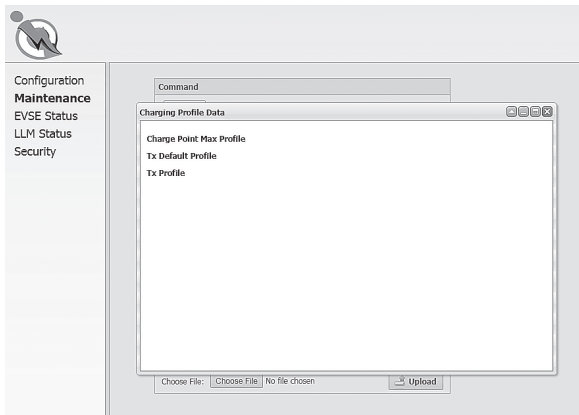 Configuration
Maintenance
EVSE Status
LLM Status
Security
Command
Charging Profile Data
Charge Point Max Profile
Tx Default Profile
Tx Profile
Choose File: Choose File No file chosen Upload